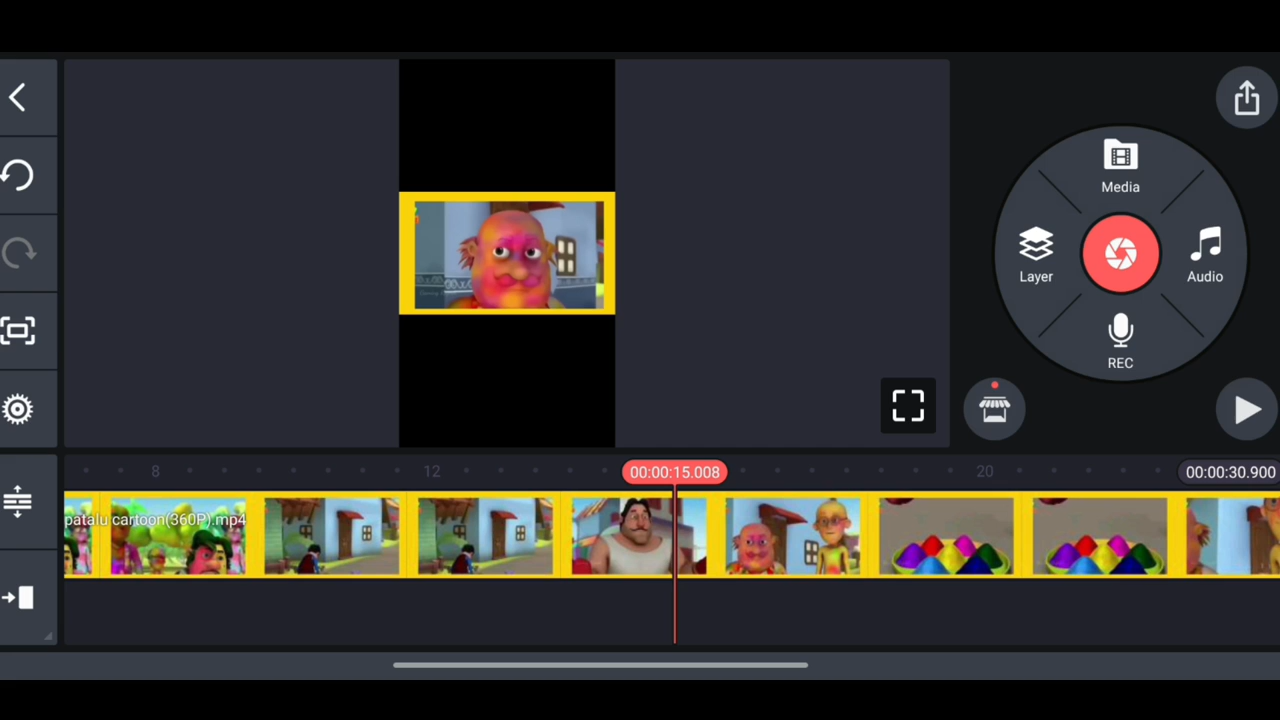 Media
Layer
Audio
REC
8
12
00:00:15.008
20
00:00:30.900
patalu cartoon(360P).mp4